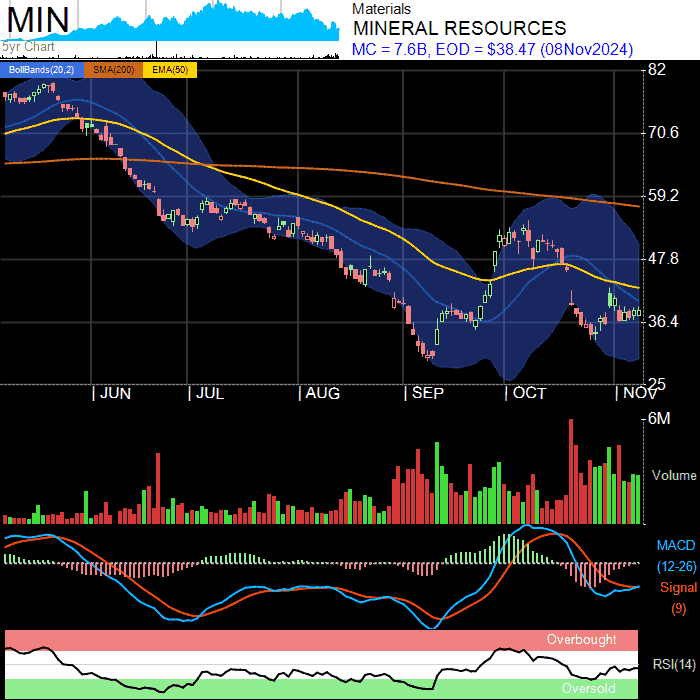 MIN
5yr Chart
Materials
MINERAL RESOURCES
MC = 7.6B, EOD = $38.47 (08Nov2024)
BollBands(20,2) SMA(200) EMA(50)
82
70.6
59.2
47.8
36.4
25
| JUN | JUL | AUG | SEP | OCT | NOV
6M
Volume
MACD
(12-26)
Signal
(9)
Overbought
RSI(14)
Oversold